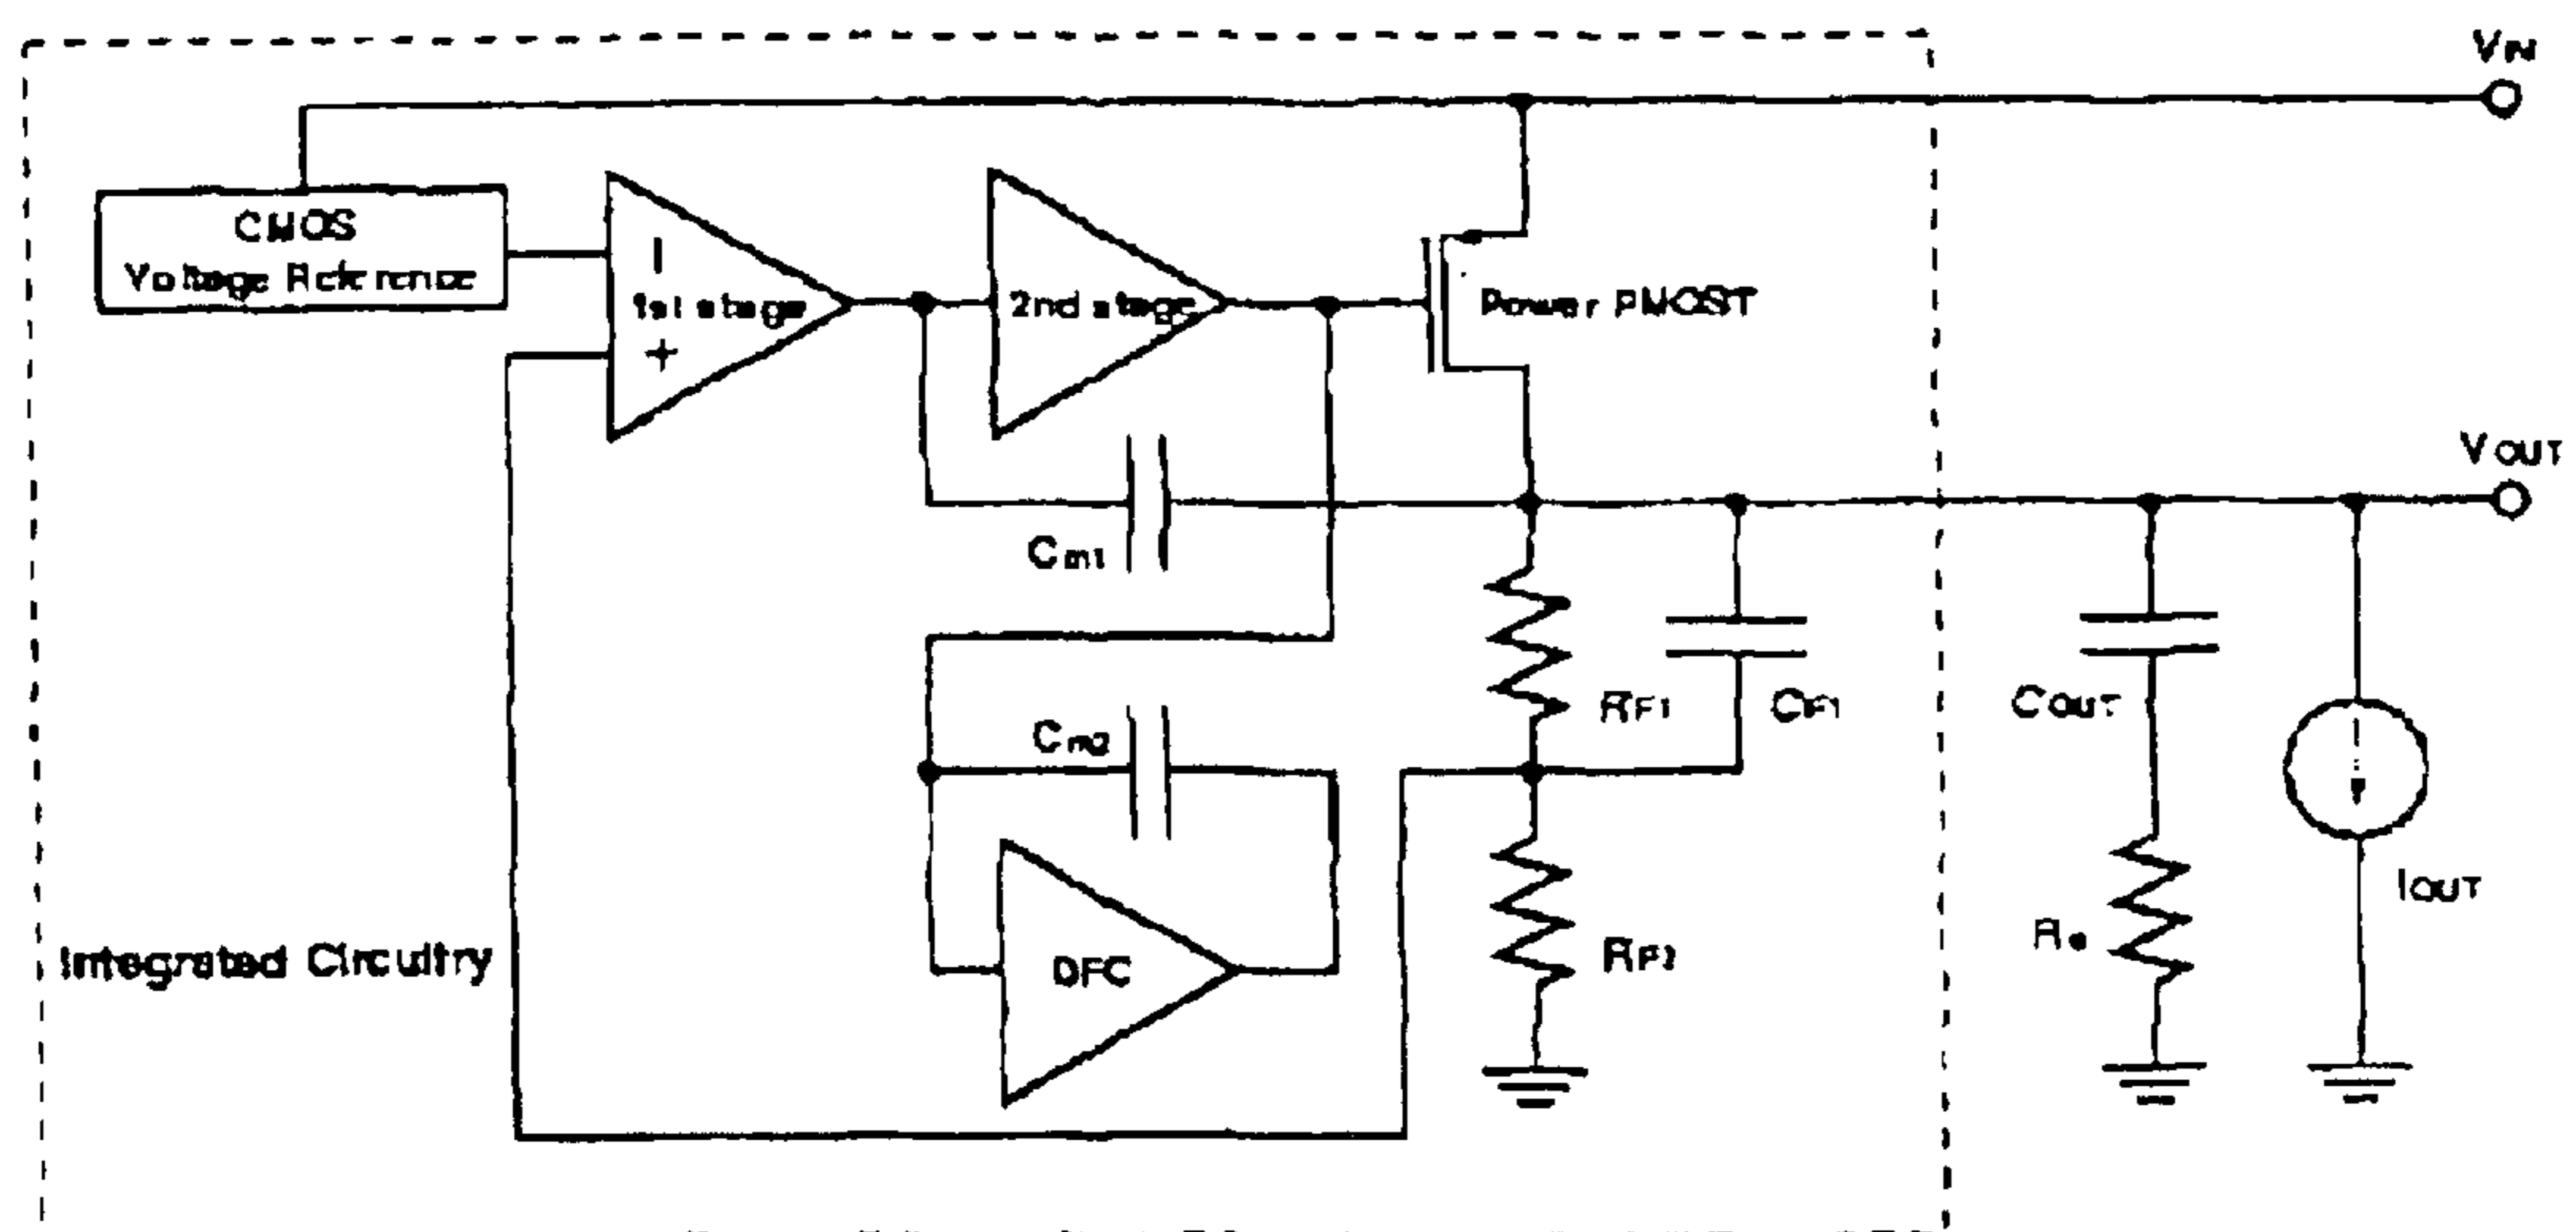 VIN
CMOS
Voltage Reference
−
1st stage
+
2nd stage
Power PMOST
VOUT
Cm1
RF1
CF1
COUT
Cm2
IOUT
Re
Integrated Circuitry
DFC
RF2